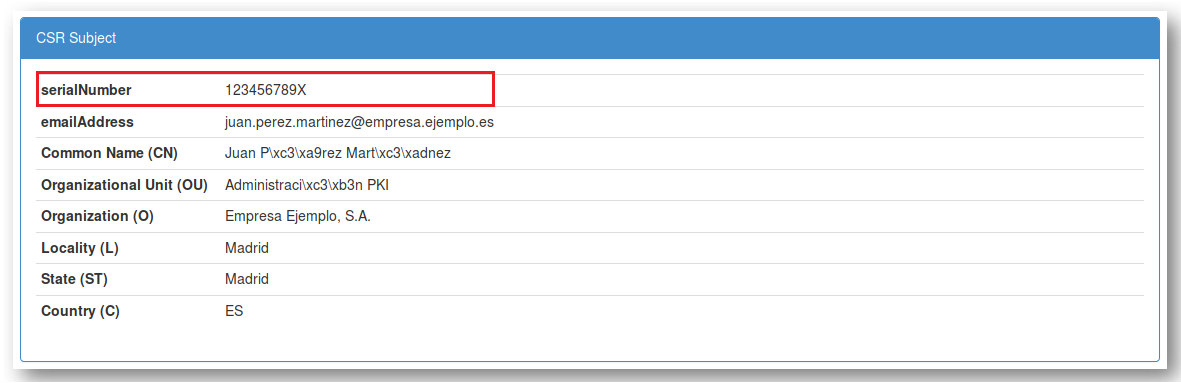 CSR Subject
serialNumber 123456789X
emailAddress juan.perez.martinez@empresa.ejemplo.es
Common Name (CN) Juan P\xc3\xa9rez Mart\xc3\xadnez
Organizational Unit (OU) Administraci\xc3\xb3n PKI
Organization (O) Empresa Ejemplo, S.A.
Locality (L) Madrid
State (ST) Madrid
Country (C) ES